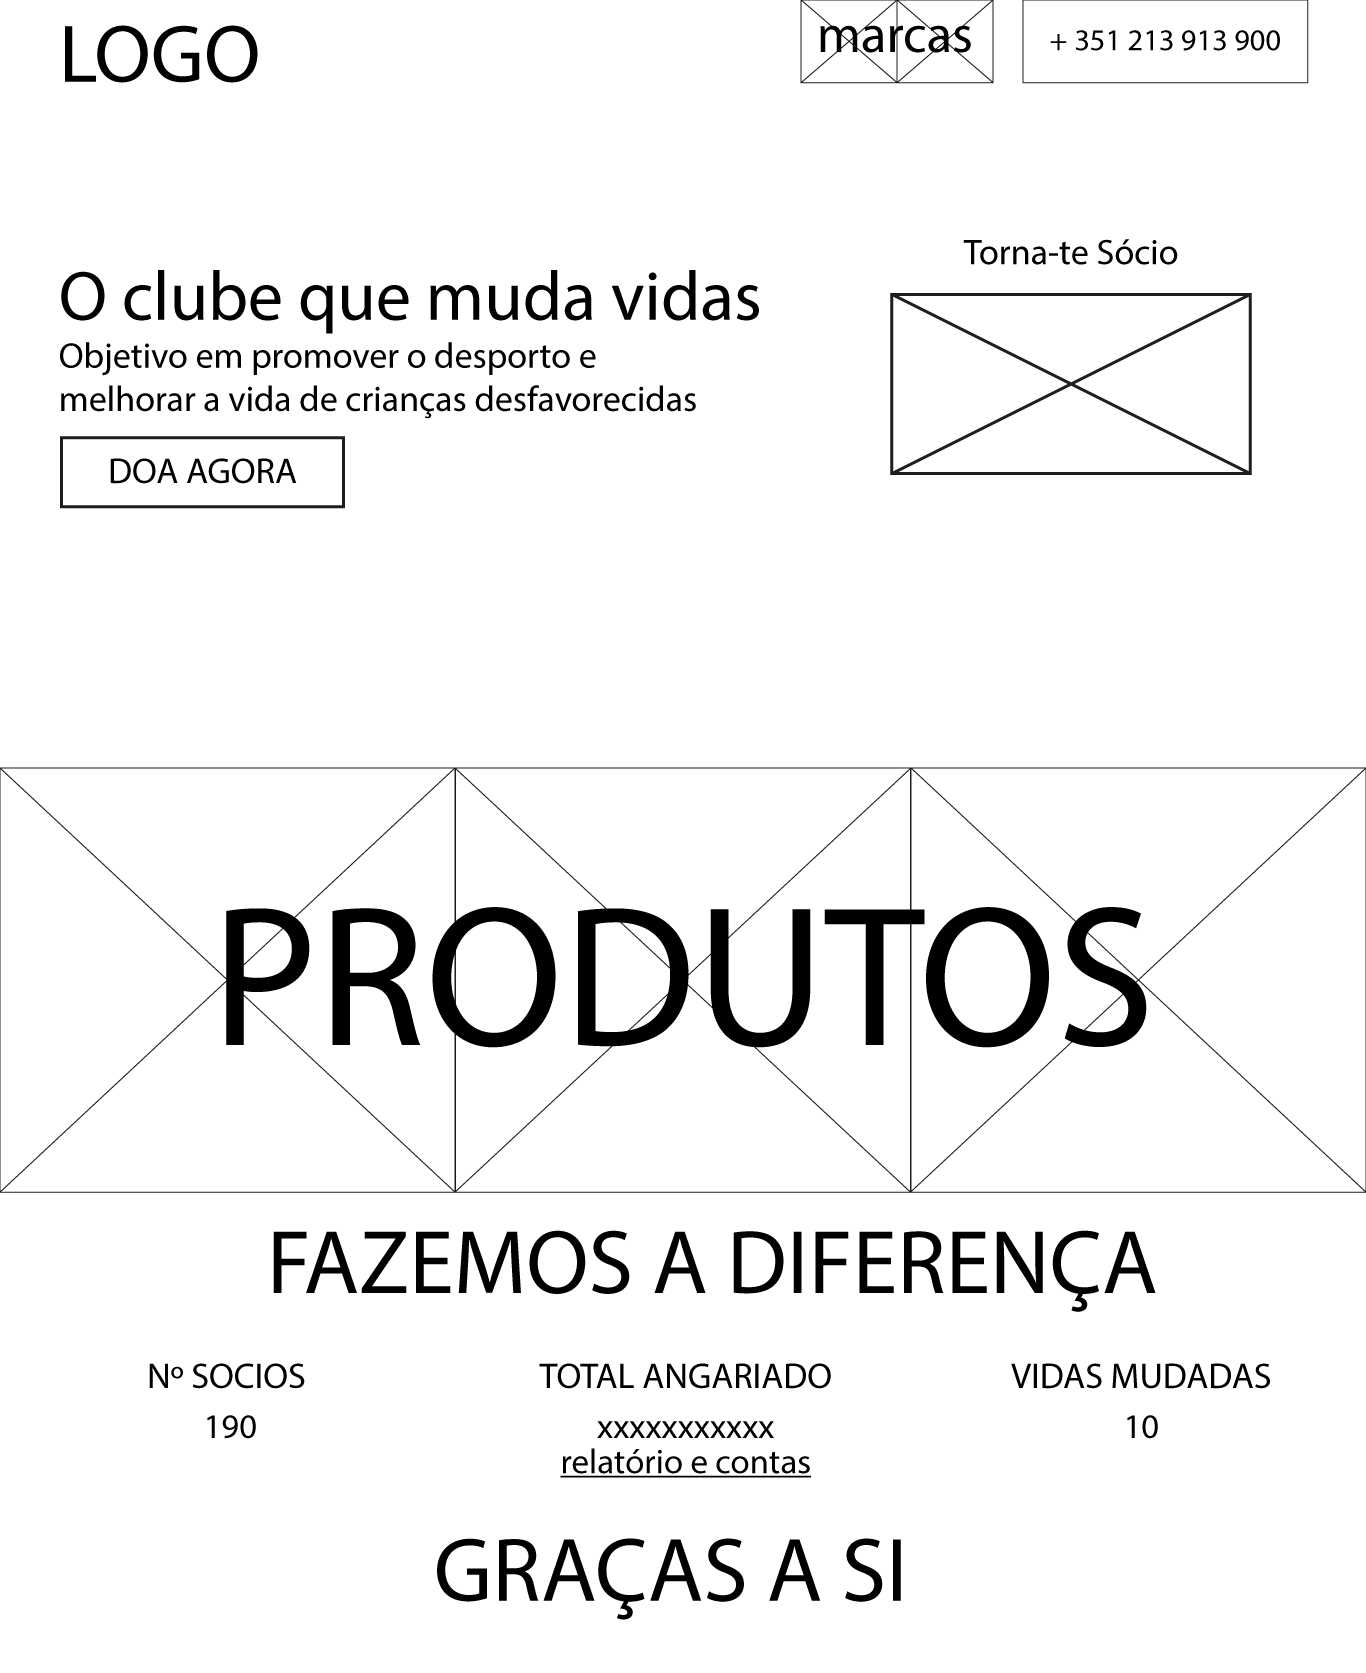 LOGO
marcas
+ 351 213 913 900
O clube que muda vidas
Objetivo em promover o desporto e
melhorar a vida de crianças desfavorecidas
DOA AGORA
Torna-te Sócio
PRODUTOS
FAZEMOS A DIFERENÇA
Nº SOCIOS
190
TOTAL ANGARIADO
xxxxxxxxxxx
relatório e contas
VIDAS MUDADAS
10
GRAÇAS A SI